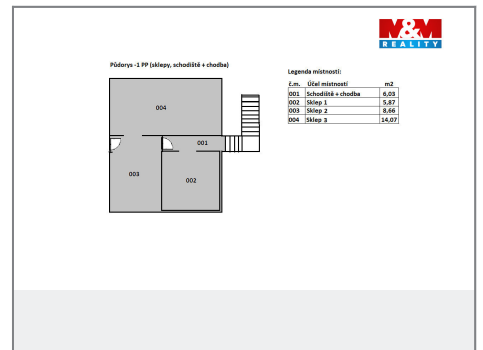 M&M
REALITY
Půdorys -1 PP (sklepy, schodiště + chodba)
Legenda místností:
č.m. Účel místností m2
001 Schodiště + chodba 6,03
002 Sklep 1 5,87
003 Sklep 2 8,66
004 Sklep 3 14,07
004
001
003
002